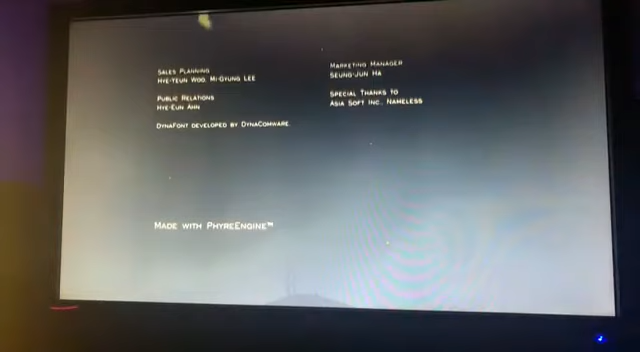 Sales Planning
Hye-Yeun Woo, Mi-Gyung Lee
Public Relations
Hye-Eun Ahn
DynaFont developed by DynaComware.
Marketing Manager
Seung-Jun Ha
Special Thanks to
Asia Soft Inc., Nameless
Made with PhyreEngine™